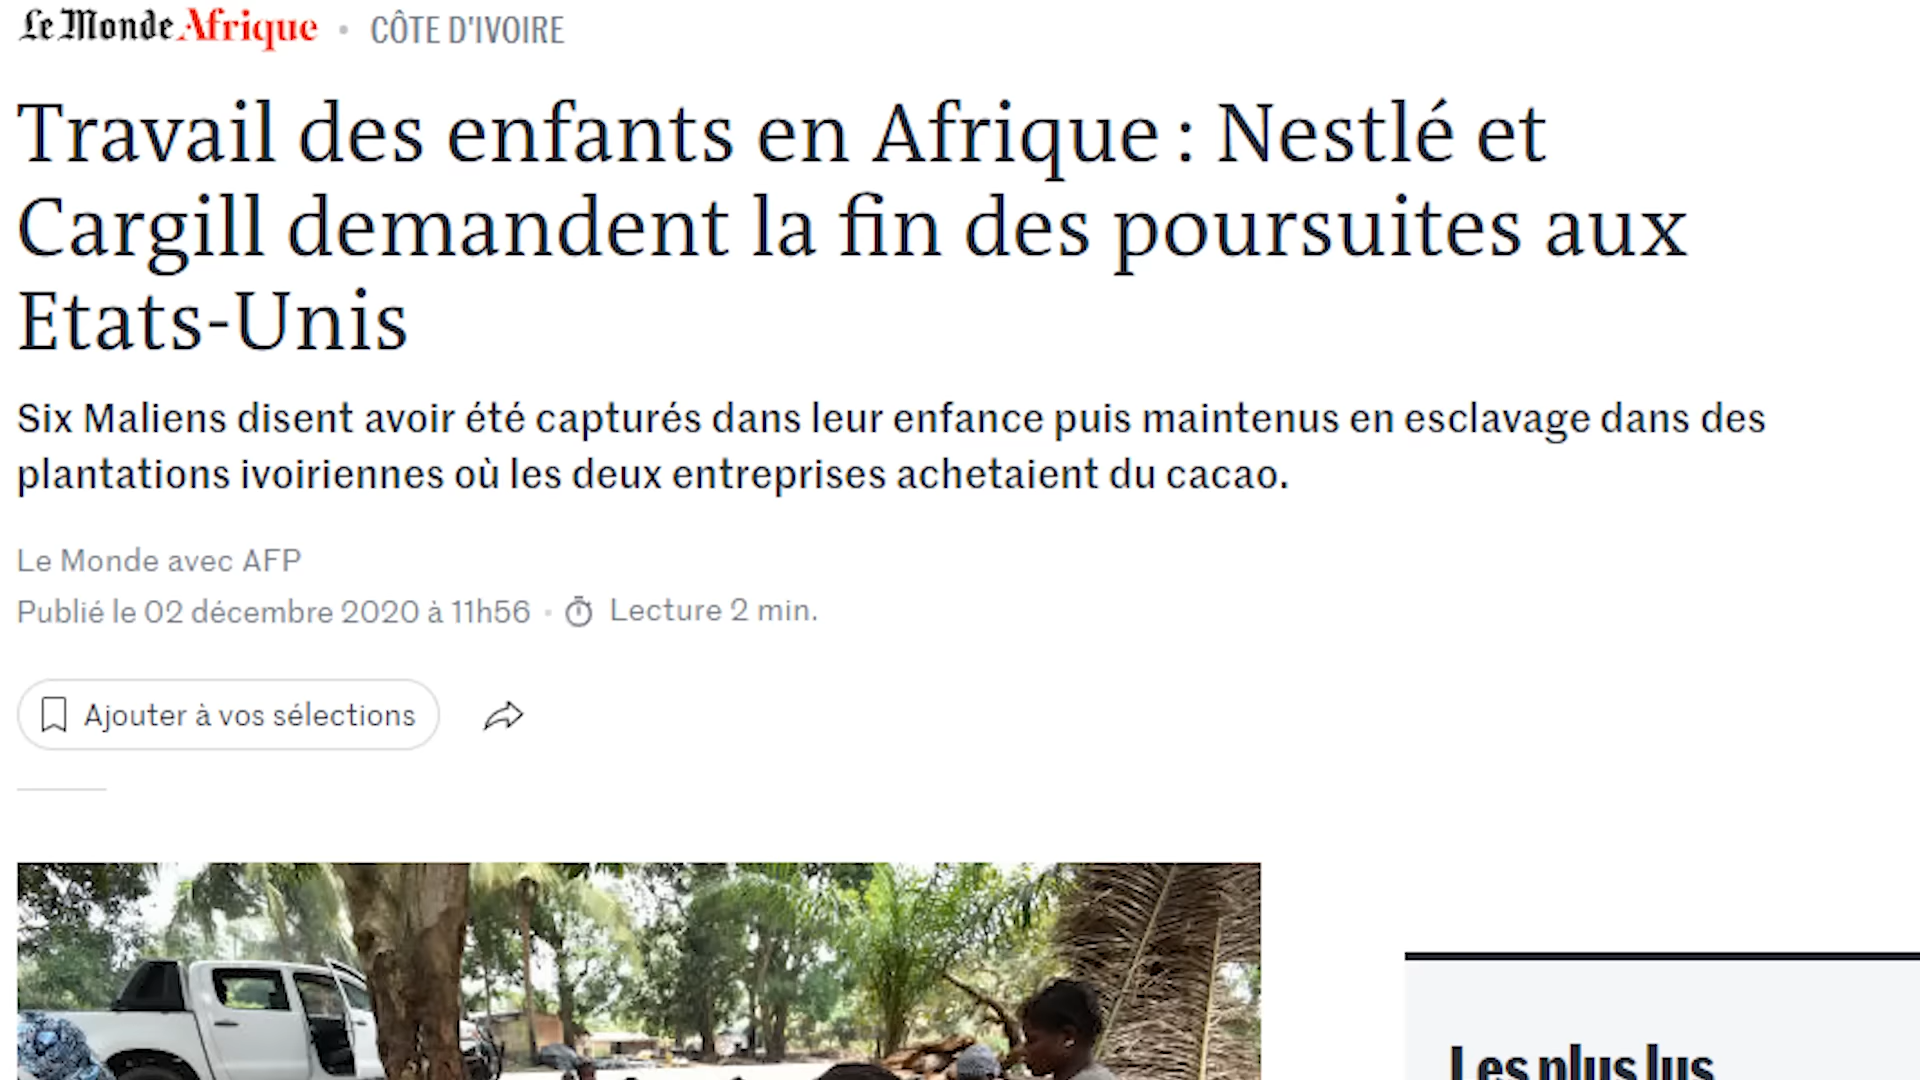 Le Monde Afrique • CÔTE D'IVOIRE
Travail des enfants en Afrique : Nestlé et
Cargill demandent la fin des poursuites aux
Etats-Unis
Six Maliens disent avoir été capturés dans leur enfance puis maintenus en esclavage dans des
plantations ivoiriennes où les deux entreprises achetaient du cacao.
Le Monde avec AFP
Publié le 02 décembre 2020 à 11h56 • Lecture 2 min.
Ajouter à vos sélections
Les plus lus